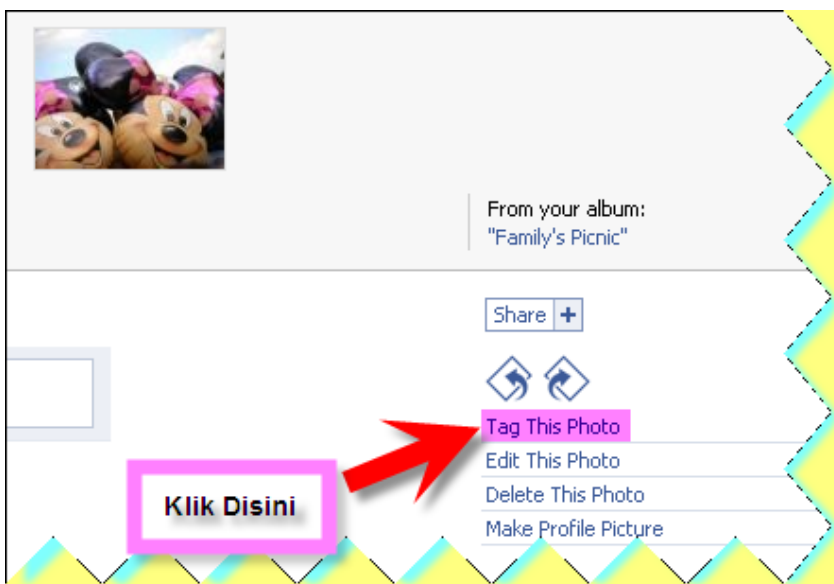 From your album:
"Family's Picnic"
Share +
Tag This Photo
Edit This Photo
Klik Disini
Delete This Photo
Make Profile Picture